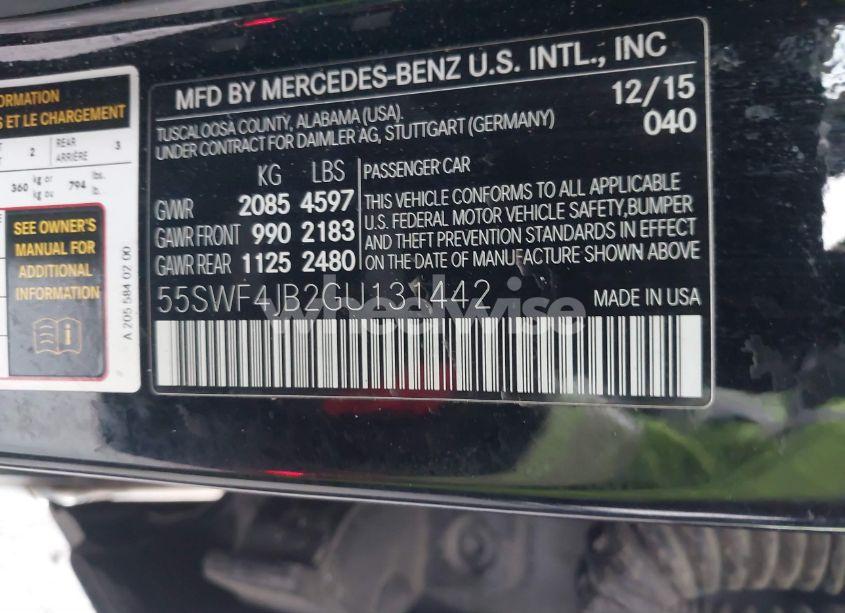 ORMATION
S ET LE CHARGEMENT
2
REAR
ARRIÈRE
3
360 kg or
kg ou 794 lbs.
lb.
SEE OWNER'S
MANUAL FOR
ADDITIONAL
INFORMATION
A 205 584 02 00
MFD BY MERCEDES-BENZ U.S. INTL., INC
TUSCALOOSA COUNTY, ALABAMA (USA).
UNDER CONTRACT FOR DAIMLER AG, STUTTGART (GERMANY)
12/15
040
KG LBS
GVWR 2085 4597
GAWR FRONT 990 2183
GAWR REAR 1125 2480
PASSENGER CAR
THIS VEHICLE CONFORMS TO ALL APPLICABLE
U.S. FEDERAL MOTOR VEHICLE SAFETY,BUMPER
AND THEFT PREVENTION STANDARDS IN EFFECT
ON THE DATE OF MANUFACTURE SHOWN ABOVE
55SWF4JB2GU131442
MADE IN USA
wheelwise